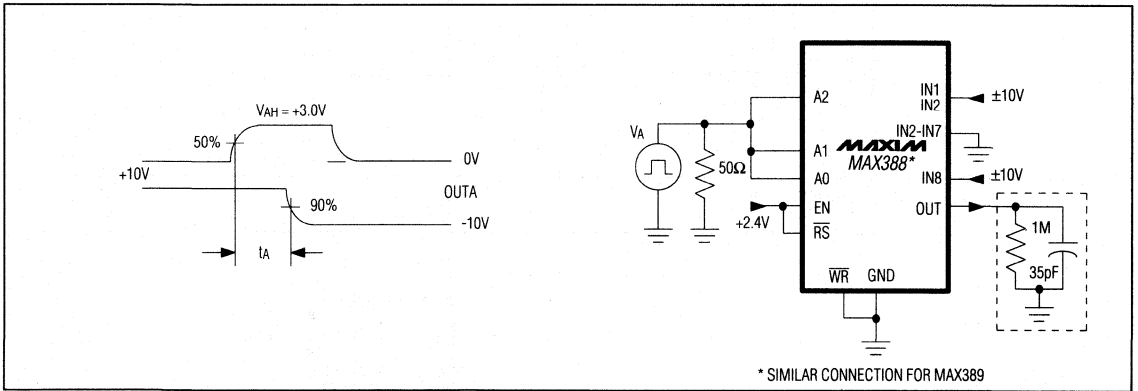 VAH = +3.0V
50%
0V
+10V
OUTA
90%
-10V
tA
VA
50Ω
+2.4V
A2
A1
A0
EN
RS
WR
GND
MAXIM
MAX388*
IN1
IN2
±10V
IN2-IN7
IN8
±10V
OUT
1M
35pF
* SIMILAR CONNECTION FOR MAX389